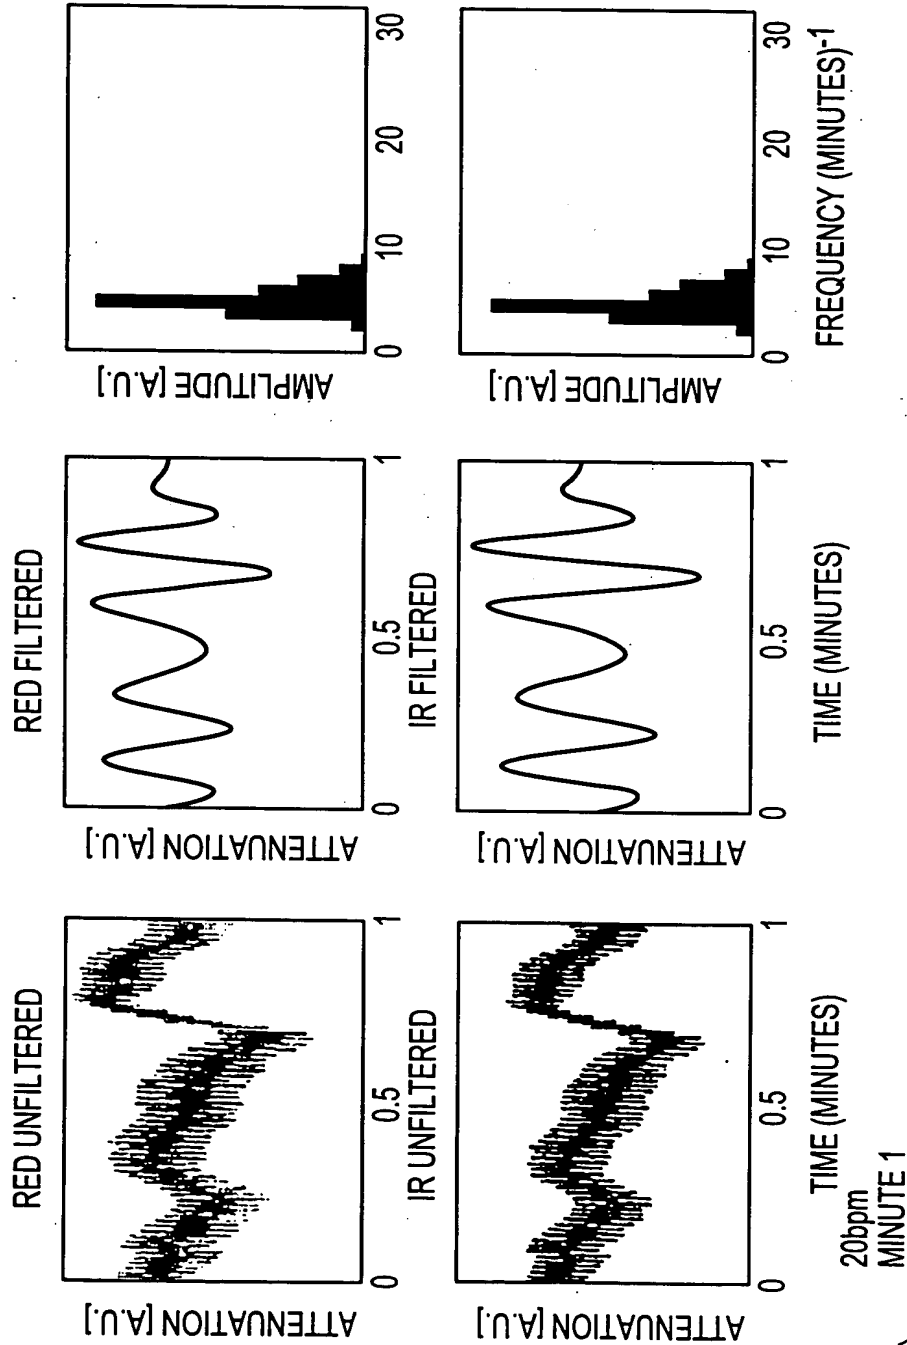 RED UNFILTERED
RED FILTERED
ATTENUATION [A.U.]
0
0.5
1
ATTENUATION [A.U.]
0
0.5
1
AMPLITUDE [A.U.]
0
10
20
30
IR UNFILTERED
IR FILTERED
ATTENUATION [A.U.]
0
0.5
1
ATTENUATION [A.U.]
0
0.5
1
AMPLITUDE [A.U.]
0
10
20
30
TIME (MINUTES)
TIME (MINUTES)
FREQUENCY (MINUTES)-1
20bpm
MINUTE 1